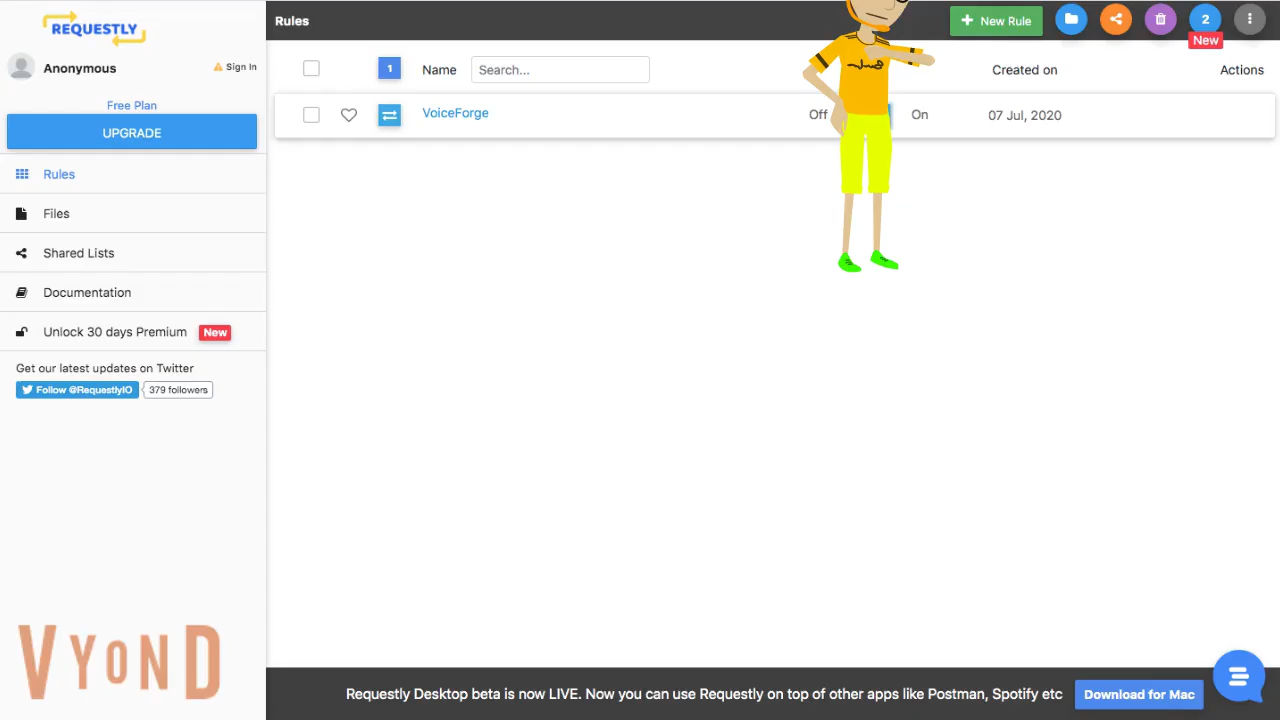 REQUESTLY
Rules
New Rule
2
New
Anonymous
Sign In
1
Name
Search...
Created on
Actions
Free Plan
UPGRADE
VoiceForge
Off
On
07 Jul, 2020
Rules
Files
Shared Lists
Documentation
Unlock 30 days Premium
New
Get our latest updates on Twitter
Follow @RequestlyIO
379 followers
VYOND
Requestly Desktop beta is now LIVE. Now you can use Requestly on top of other apps like Postman, Spotify etc
Download for Mac